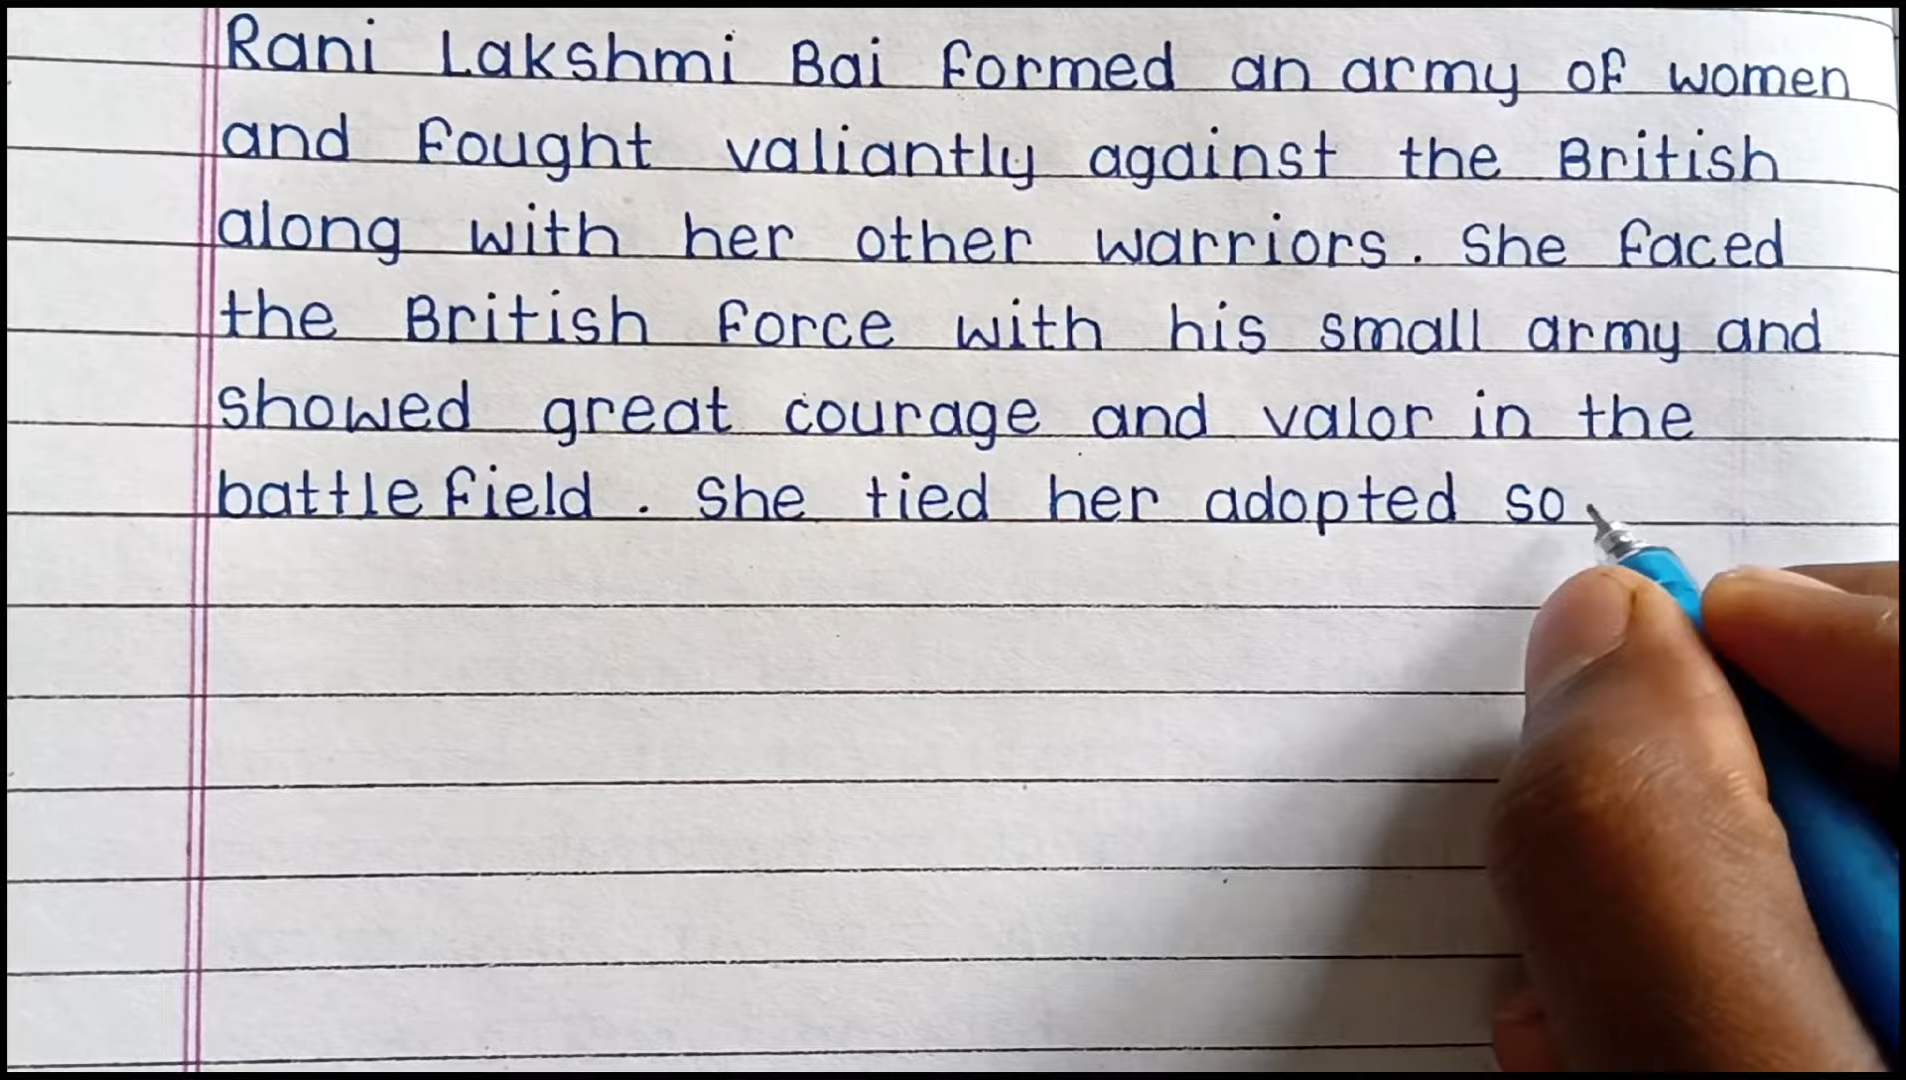 Rani Lakshmi Bai formed an army of women
and fought valiantly against the British
along with her other warriors. She faced
the British force with his small army and
showed great courage and valor in the
battlefield. She tied her adopted so